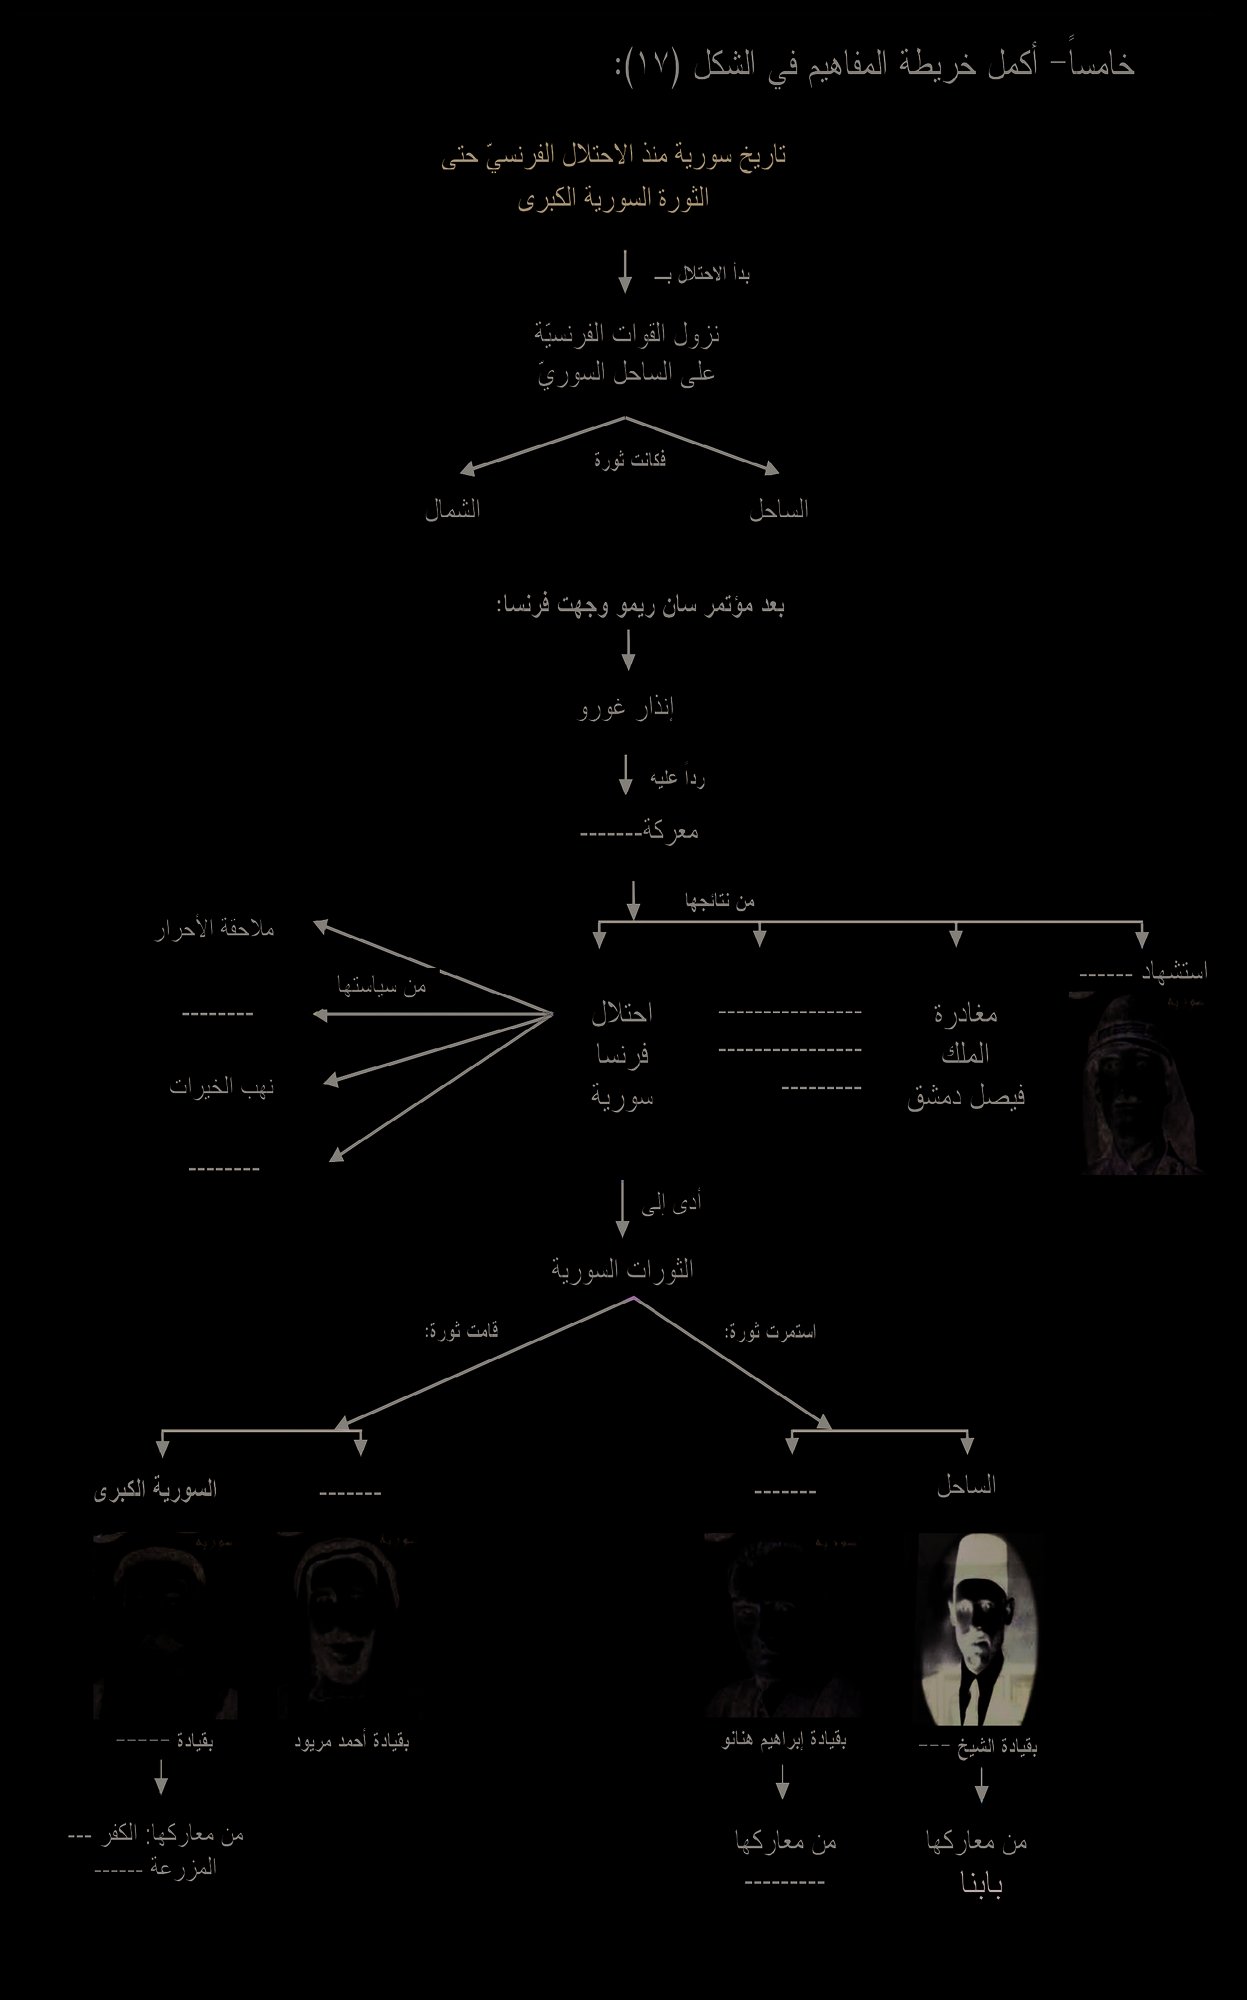 خامساً- أكمل خريطة المفاهيم في الشكل (١٧):
تاريخ سورية منذ الاحتلال الفرنسيّ حتى
الثورة السورية الكبرى
بدأ الاحتلال بـ
نزول القوات الفرنسيّة
على الساحل السوريّ
فكانت ثورة
الساحل
الشمال
بعد مؤتمر سان ريمو وجهت فرنسا:
إنذار غورو
رداً عليه
معركة-------
من نتائجها
استشهاد ------
مغادرة
الملك
فيصل دمشق
---------------
---------------
---------
احتلال
فرنسا
سورية
من سياستها
ملاحقة الأحرار
--------
نهب الخيرات
--------
أدى إلى
الثورات السورية
استمرت ثورة:
قامت ثورة:
الساحل
-------
-------
السورية الكبرى
بقيادة الشيخ ---
بقيادة إبراهيم هنانو
بقيادة أحمد مريود
بقيادة -----
من معاركها
بابنا
من معاركها
---------
من معاركها: الكفر ---
المزرعة ------